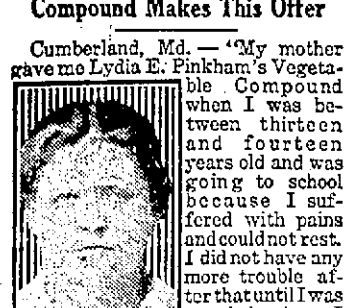 Compound Makes This Offer
Cumberland, Md. — "My mother
gave me Lydia E. Pinkham's Vegeta-
ble Compound
when I was be-
tween thirteen
and fourteen
years old and was
going to school
because I suf-
fered with pains
and could not rest.
I did not have any
more trouble af-
ter that until I was